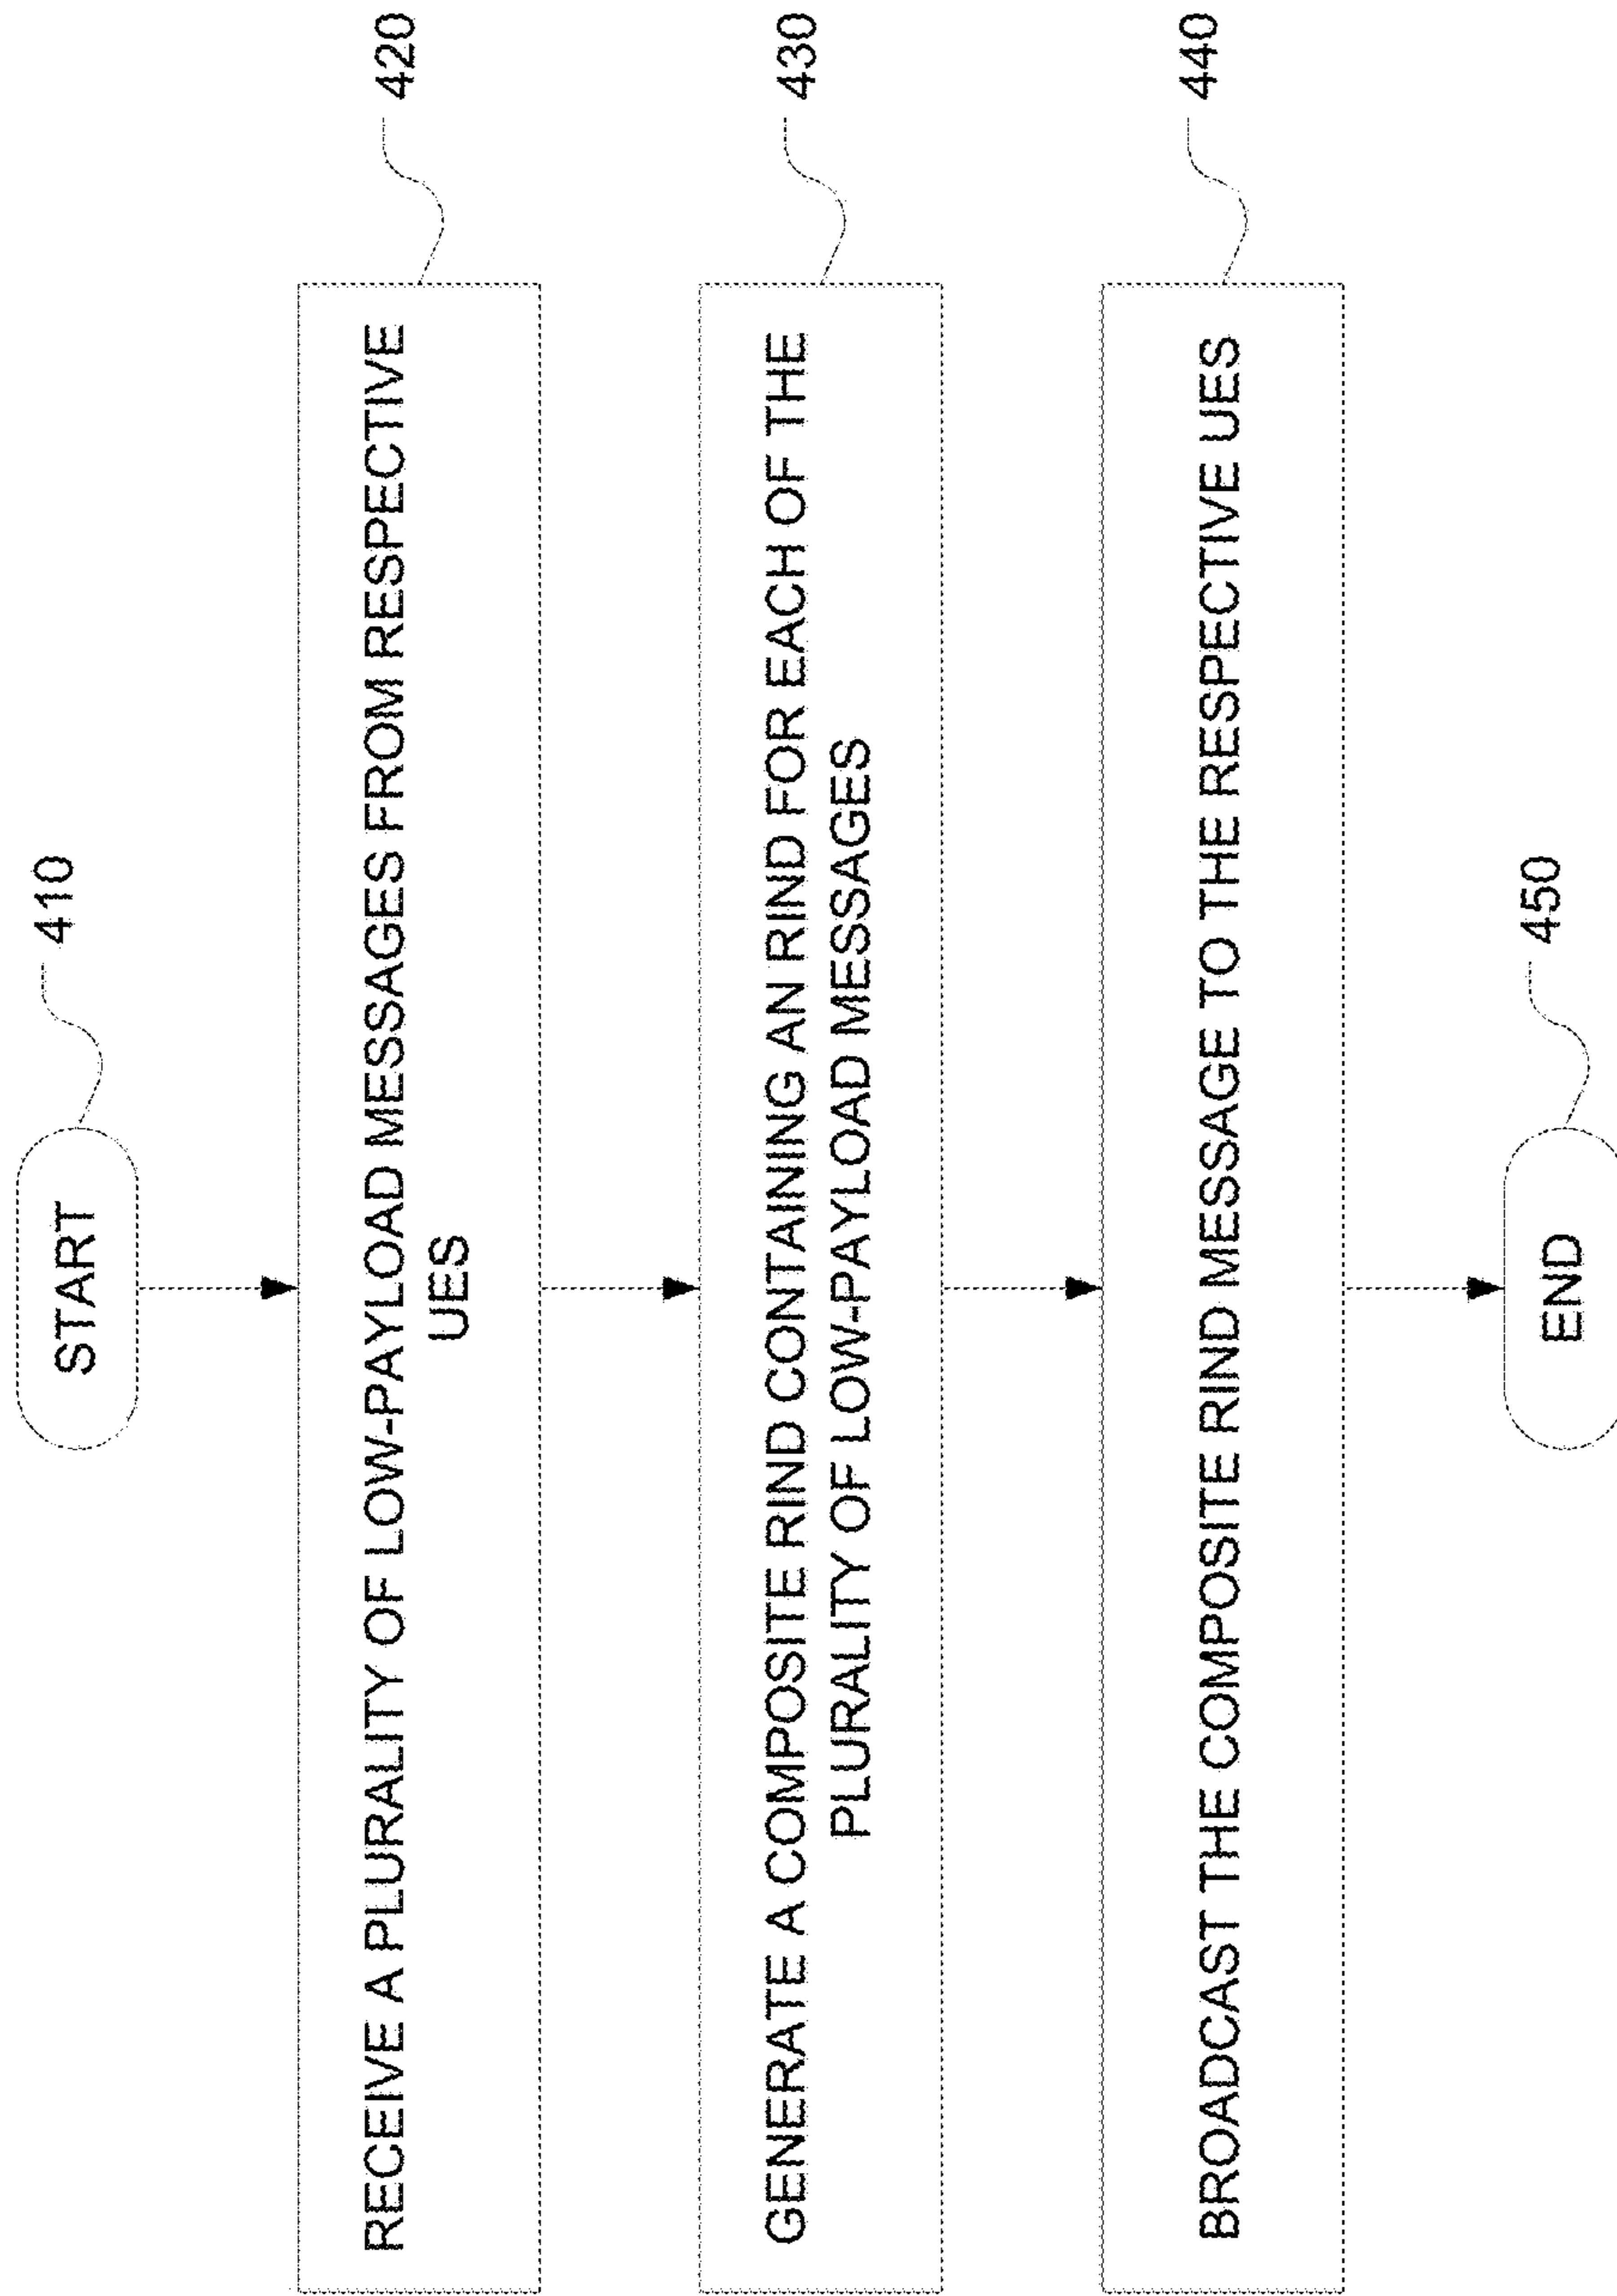 START
410
RECEIVE A PLURALITY OF LOW-PAYLOAD MESSAGES FROM RESPECTIVE
UES
420
GENERATE A COMPOSITE RIND CONTAINING AN RIND FOR EACH OF THE
PLURALITY OF LOW-PAYLOAD MESSAGES
430
BROADCAST THE COMPOSITE RIND MESSAGE TO THE RESPECTIVE UES
440
END
450